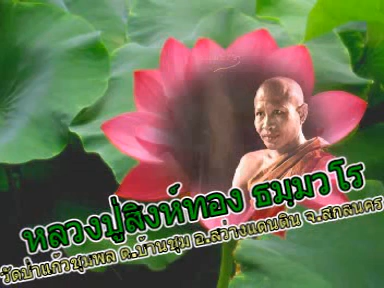 หลวงปู่สิงห์ทอง ธมฺมวโร
วัดป่าแก้วชุมพล ต.บ้านชุม อ.สว่างแดนดิน จ.สกลนคร